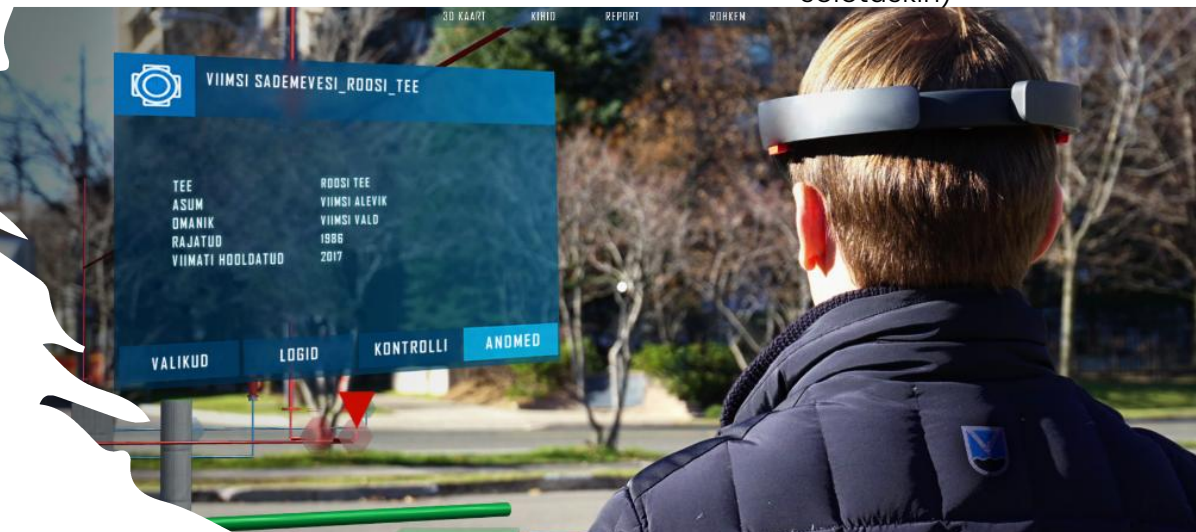 3D KAART KIHID REPORT ROHKEM
VIIMSI SADEMEVESI_ROOSI_TEE
TEE ROOSI TEE
ASUM VIIMSI ALEVIK
OMANIK VIIMSI VALD
RAJATUD 1986
VIIMATI HOOLDATUD 2017
VALIKUD LOGID KONTROLLI ANDMED